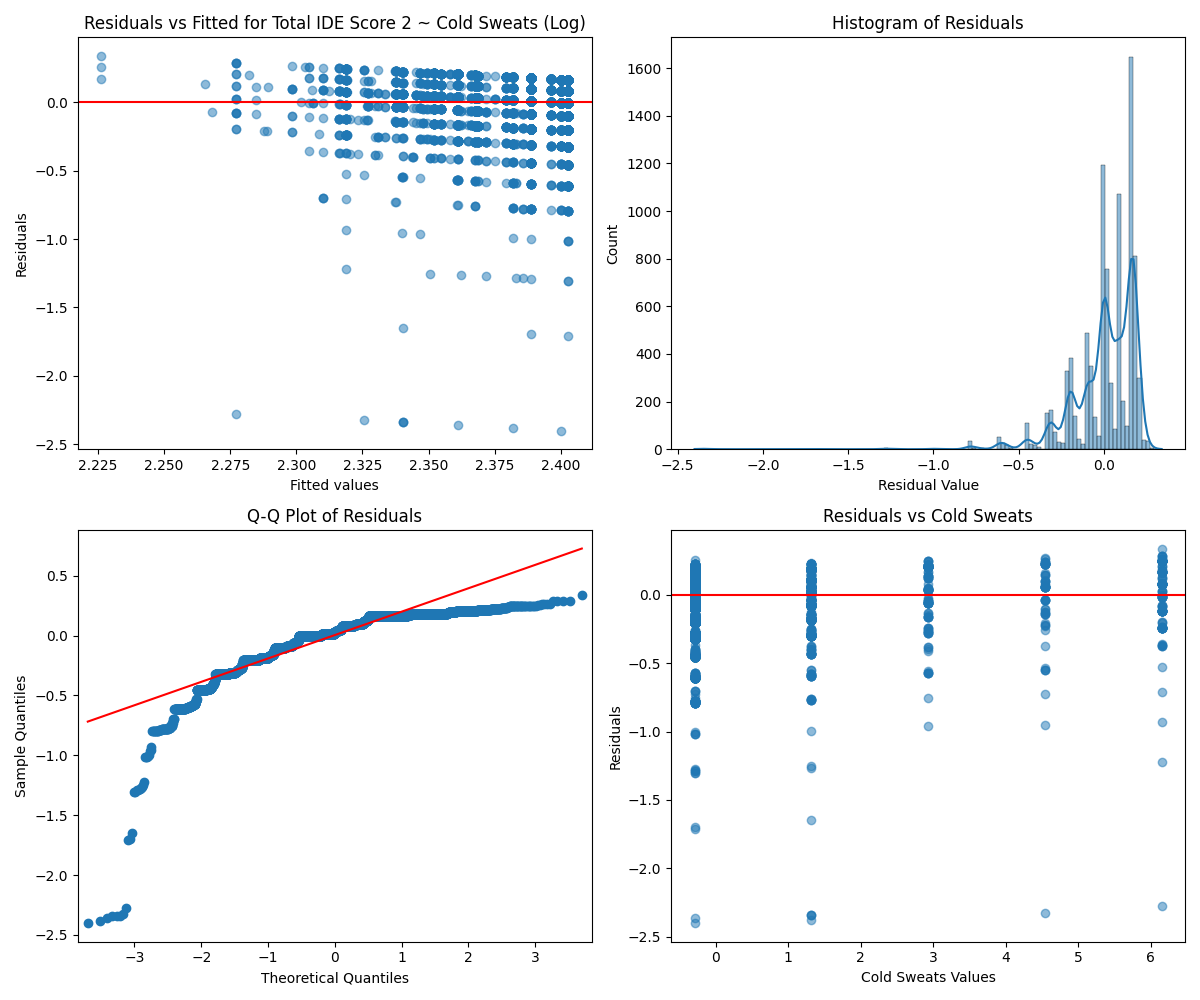 Residuals vs Fitted for Total IDE Score 2 ~ Cold Sweats (Log)
0.0
−0.5
−1.0
−1.5
−2.0
−2.5
Residuals
2.225 2.250 2.275 2.300 2.325 2.350 2.375 2.400
Fitted values
Histogram of Residuals
1600
1400
1200
1000
800
600
400
200
0
Count
−2.5 −2.0 −1.5 −1.0 −0.5 0.0
Residual Value
Q-Q Plot of Residuals
0.5
0.0
−0.5
−1.0
−1.5
−2.0
−2.5
Sample Quantiles
−3 −2 −1 0 1 2 3
Theoretical Quantiles
Residuals vs Cold Sweats
0.0
−0.5
−1.0
−1.5
−2.0
−2.5
Residuals
0 1 2 3 4 5 6
Cold Sweats Values